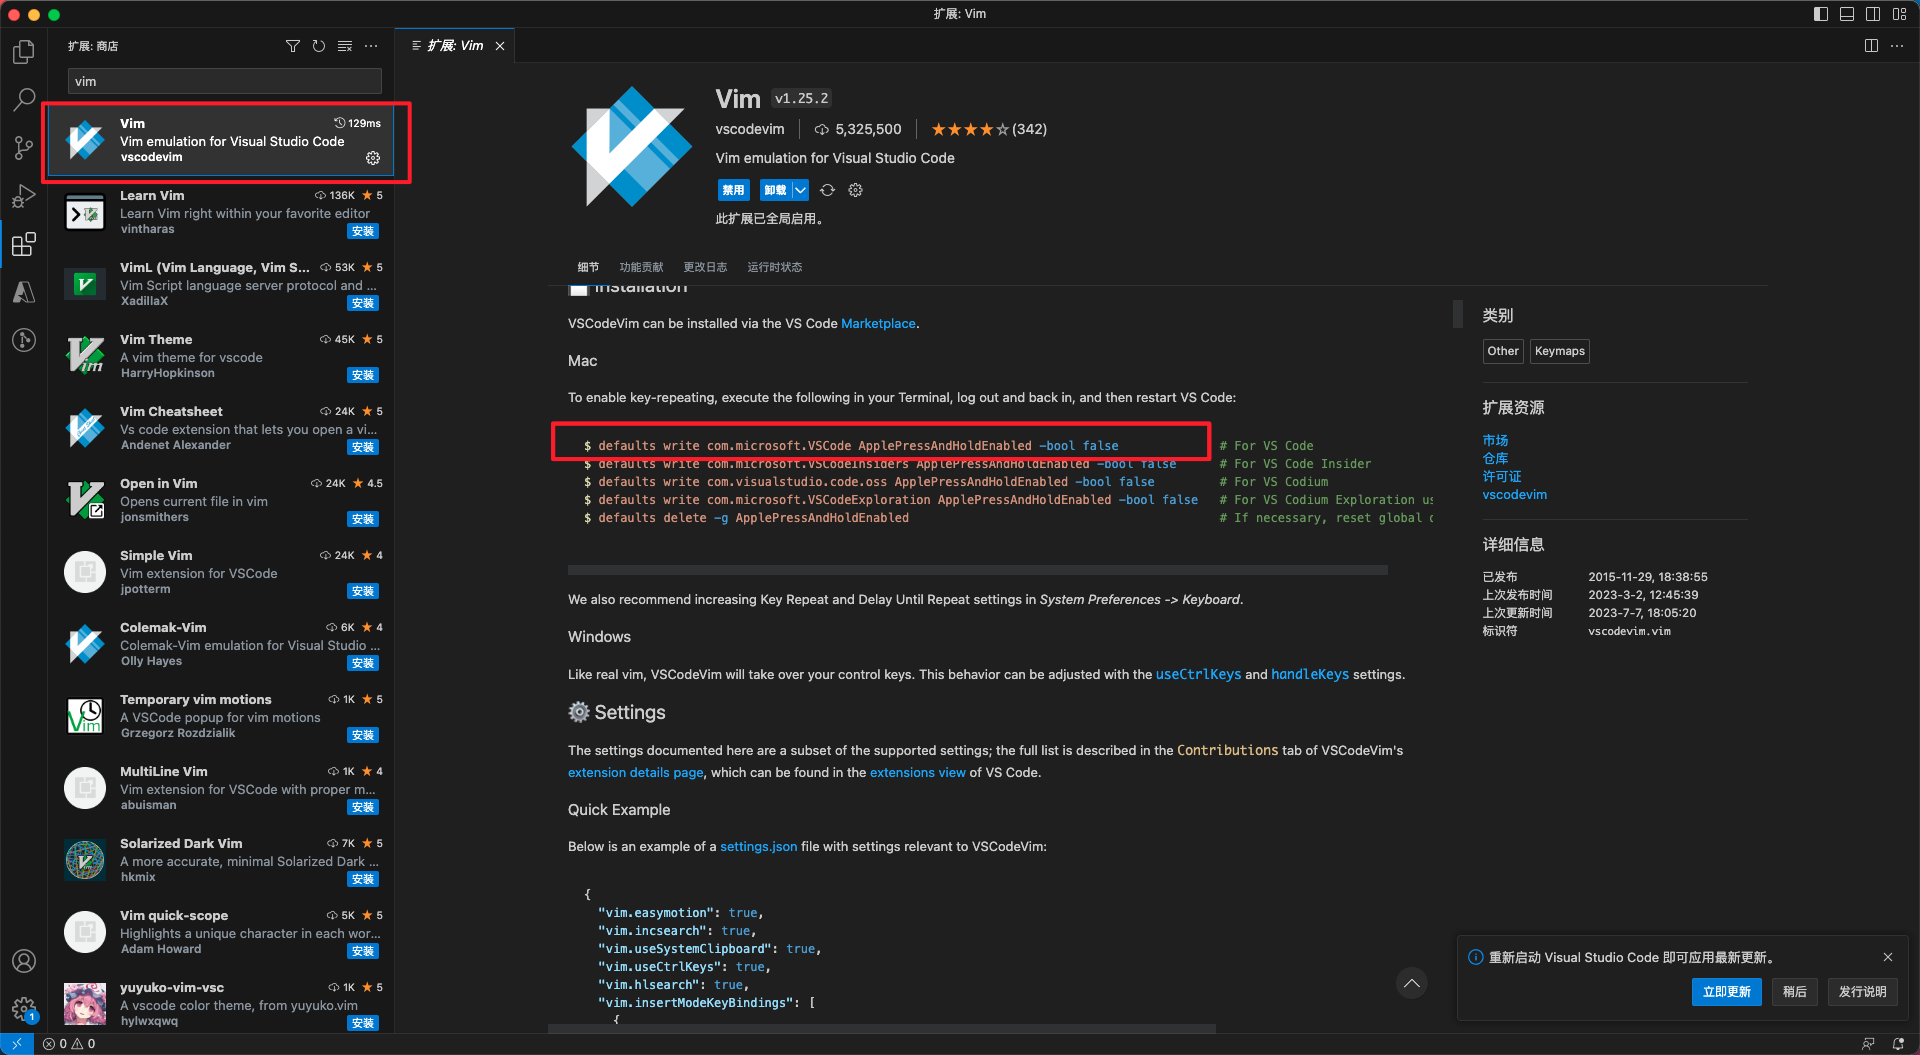 扩展: Vim
扩展: 商店
vim
Vim
129ms
Vim emulation for Visual Studio Code
vscodevim
Learn Vim
136K ★ 5
Learn Vim right within your favorite editor
vintharas
安装
VimL (Vim Language, Vim S...
53K ★ 5
Vim Script language server protocol and ...
XadillaX
安装
Vim Theme
45K ★ 5
A vim theme for vscode
HarryHopkinson
安装
Vim Cheatsheet
24K ★ 5
Vs code extension that lets you open a vi...
Andenet Alexander
安装
Open in Vim
24K ★ 4.5
Opens current file in vim
jonsmithers
安装
Simple Vim
24K ★ 4
Vim extension for VSCode
jpotterm
安装
Colemak-Vim
6K ★ 4
Colemak-Vim emulation for Visual Studio ...
Olly Hayes
安装
Temporary vim motions
1K ★ 5
A VSCode popup for vim motions
Grzegorz Rozdzialik
安装
MultiLine Vim
1K ★ 4
Vim extension for VSCode with proper m...
abuisman
安装
Solarized Dark Vim
7K ★ 5
A more accurate, minimal Solarized Dark ...
hkmix
安装
Vim quick-scope
5K ★ 5
Highlights a unique character in each wor...
Adam Howard
安装
yuyuko-vim-vsc
1K ★ 5
A vscode color theme, from yuyuko.vim
hylwxqwq
安装
1
0 0
扩展: Vim
Vim v1.25.2
vscodevim
5,325,500
★★★★☆(342)
Vim emulation for Visual Studio Code
禁用
卸载
此扩展已全局启用。
细节 功能贡献 更改日志 运行时状态
Installation
VSCodeVim can be installed via the VS Code Marketplace.
Mac
To enable key-repeating, execute the following in your Terminal, log out and back in, and then restart VS Code:
$ defaults write com.microsoft.VSCode ApplePressAndHoldEnabled -bool false # For VS Code
$ defaults write com.microsoft.VSCodeInsiders ApplePressAndHoldEnabled -bool false # For VS Code Insider
$ defaults write com.visualstudio.code.oss ApplePressAndHoldEnabled -bool false # For VS Codium
$ defaults write com.microsoft.VSCodeExploration ApplePressAndHoldEnabled -bool false # For VS Codium Exploration us
$ defaults delete -g ApplePressAndHoldEnabled # If necessary, reset global
We also recommend increasing Key Repeat and Delay Until Repeat settings in System Preferences -> Keyboard.
Windows
Like real vim, VSCodeVim will take over your control keys. This behavior can be adjusted with the useCtrlKeys and handleKeys settings.
Settings
The settings documented here are a subset of the supported settings; the full list is described in the Contributions tab of VSCodeVim's
extension details page, which can be found in the extensions view of VS Code.
Quick Example
Below is an example of a settings.json file with settings relevant to VSCodeVim:
{
"vim.easymotion": true,
"vim.incsearch": true,
"vim.useSystemClipboard": true,
"vim.useCtrlKeys": true,
"vim.hlsearch": true,
"vim.insertModeKeyBindings": [
{
类别
Other Keymaps
扩展资源
市场
仓库
许可证
vscodevim
详细信息
已发布 2015-11-29, 18:38:55
上次发布时间 2023-3-2, 12:45:39
上次更新时间 2023-7-7, 18:05:20
标识符 vscodevim.vim
重新启动 Visual Studio Code 即可应用最新更新。
立即更新 稍后 发行说明